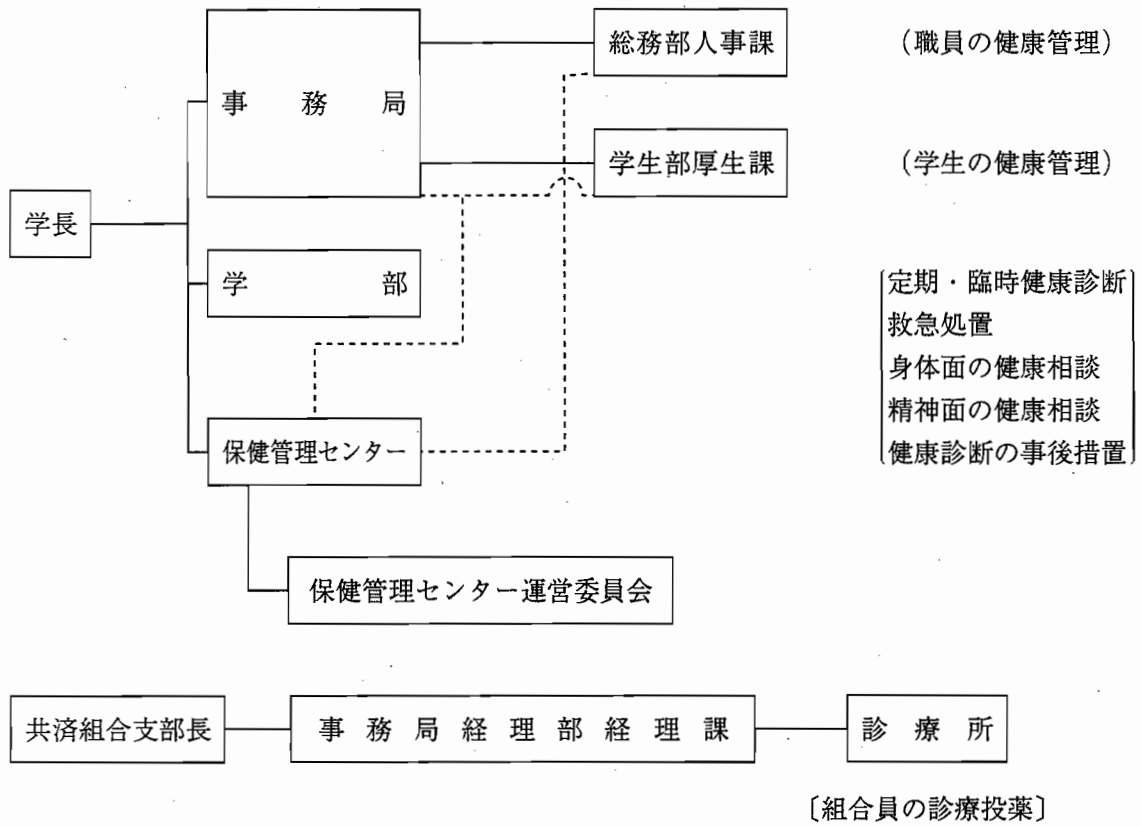 総務部人事課 (職員の健康管理)
事務局
学生部厚生課 (学生の健康管理)
学長
学部
定期・臨時健康診断
救急処置
身体面の健康相談
精神面の健康相談
健康診断の事後措置
保健管理センター
保健管理センター運営委員会
共済組合支部長 事務局経理部経理課 診療所
〔組合員の診療投薬〕